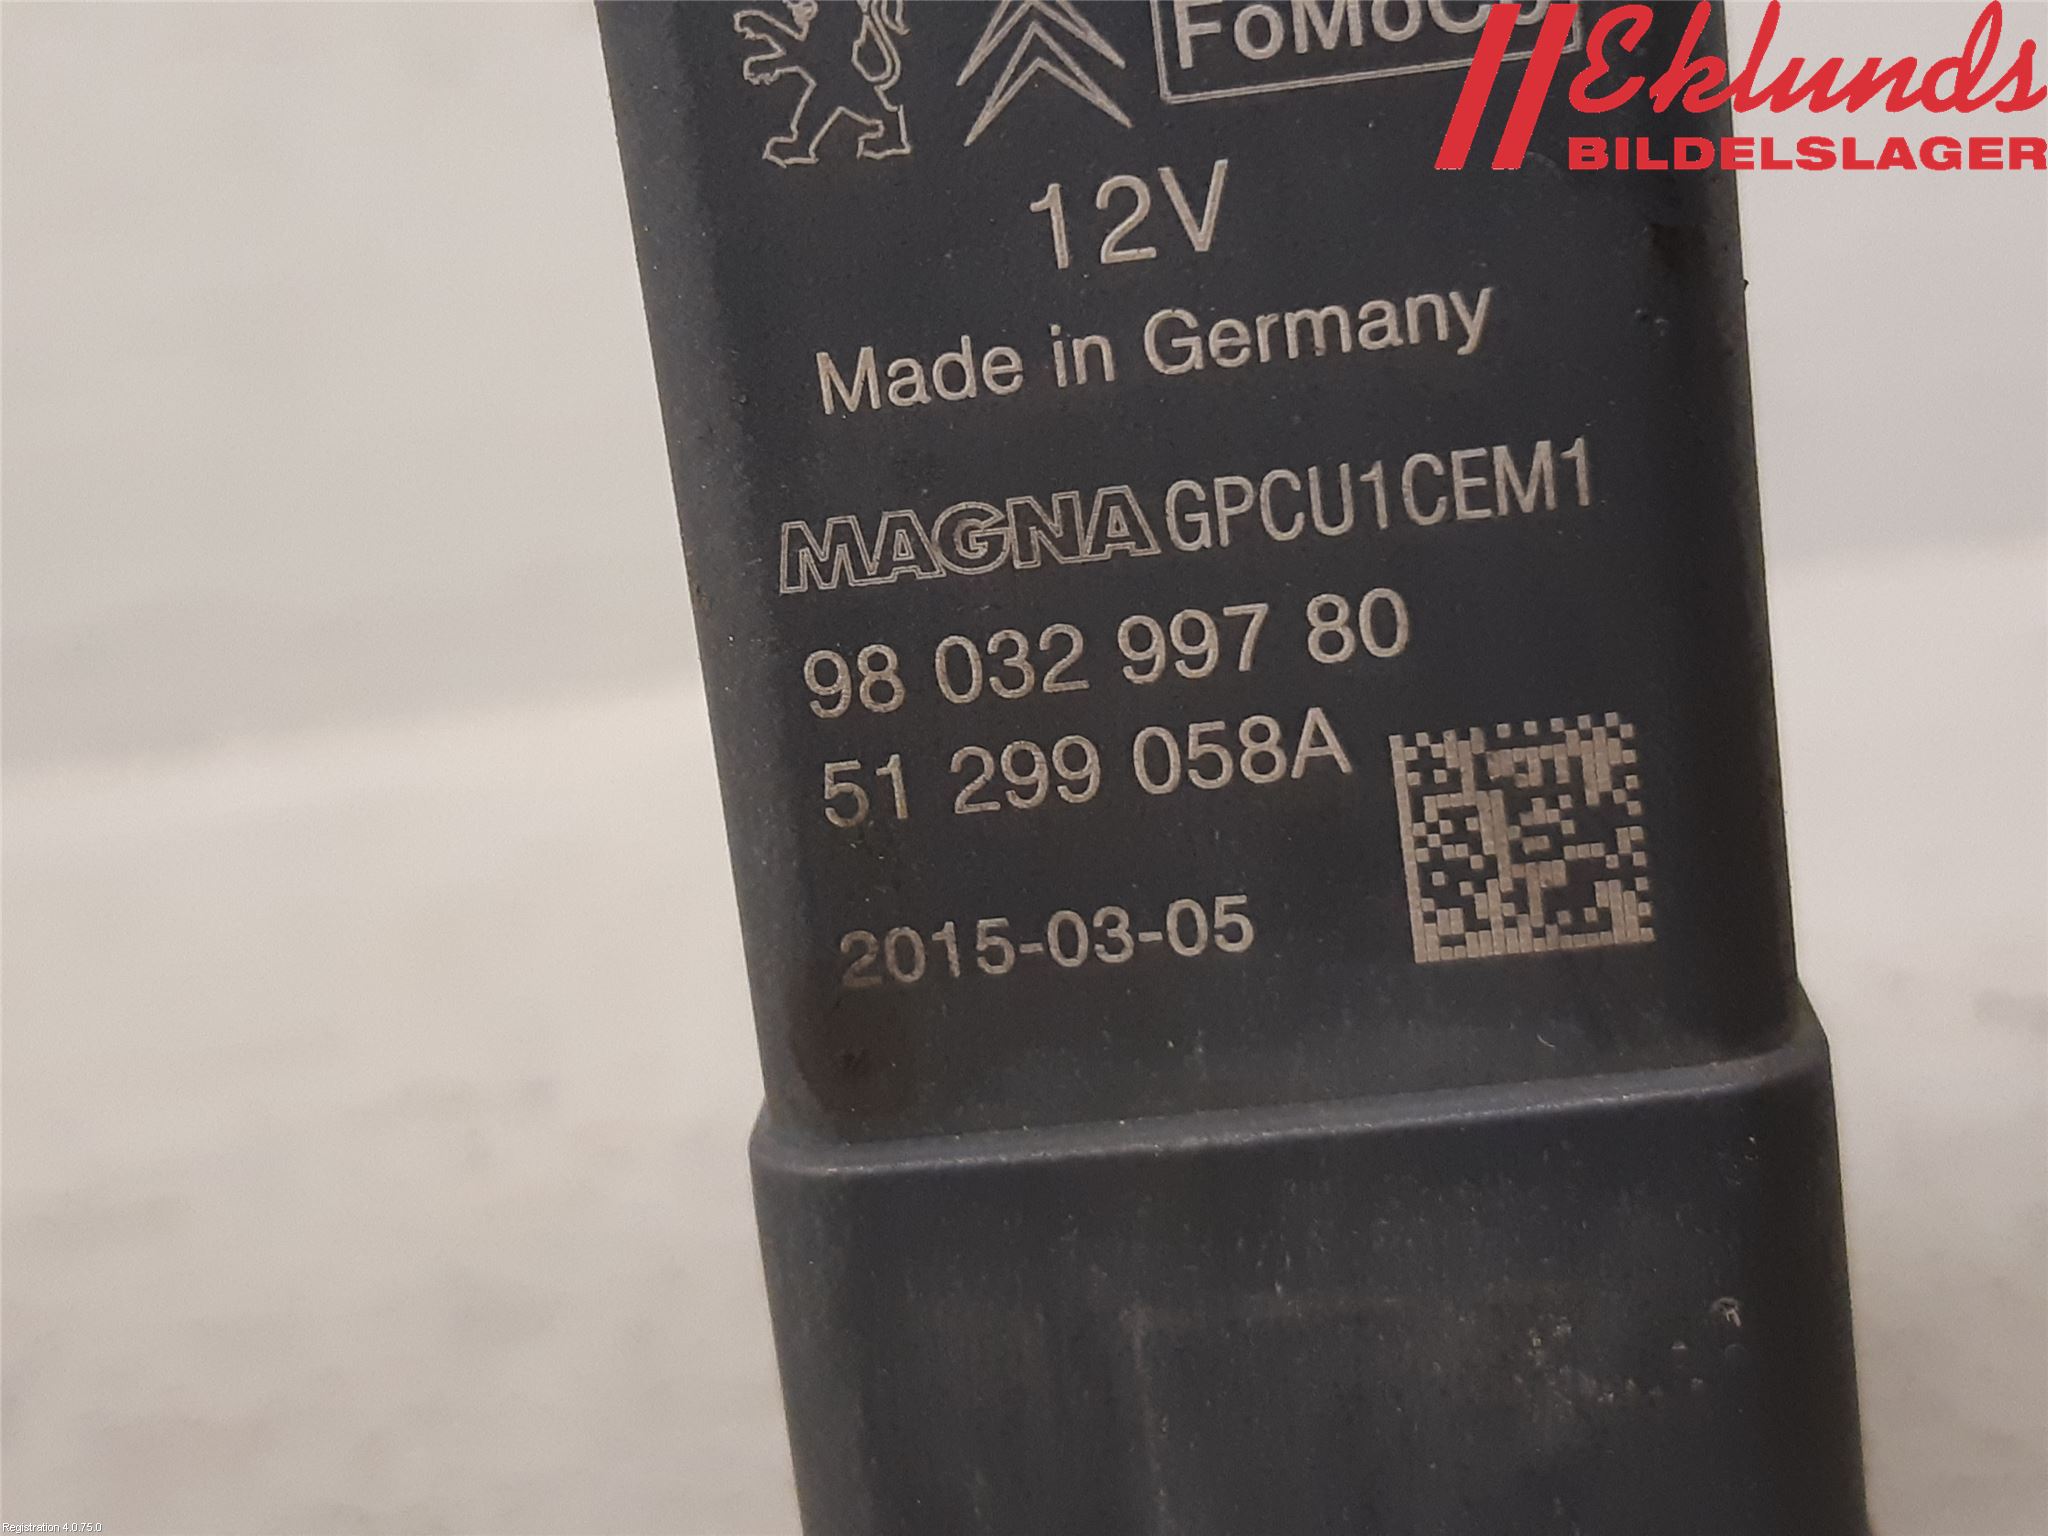 FoMoCo
Eklunds
BILDELSLAGER
12V
Made in Germany
MAGNA GPCU1CEM1
98 032 997 80
51 299 058A
2015-03-05
Registration 4.0.75.0